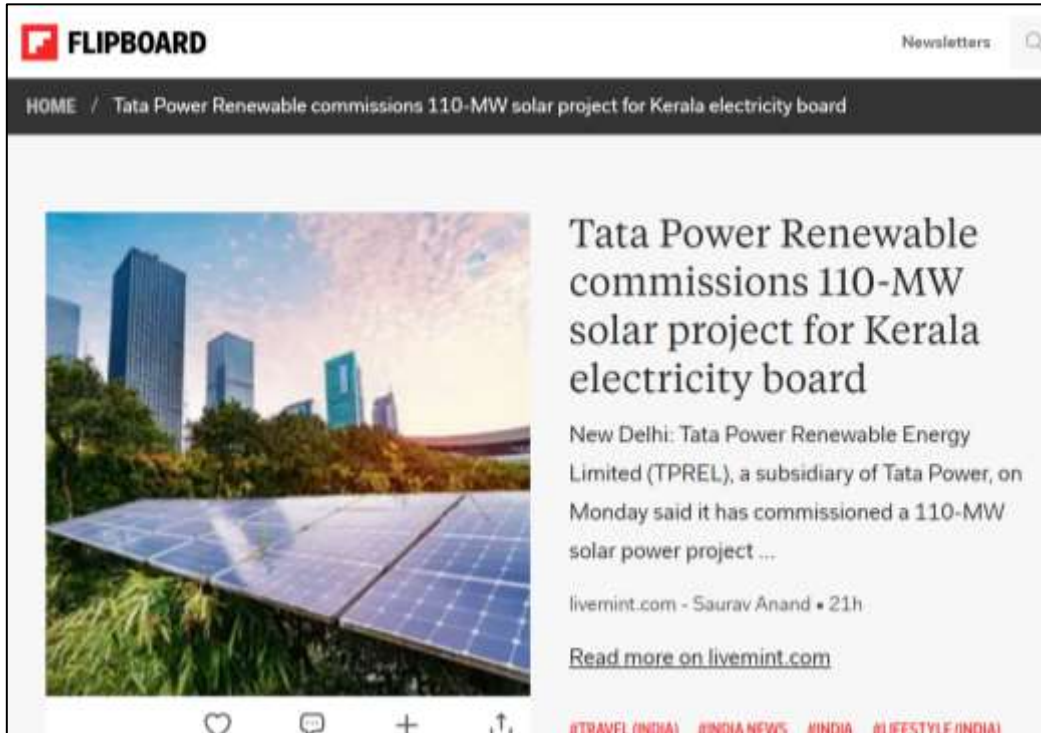 FLIPBOARD
Newsletters
HOME / Tata Power Renewable commissions 110-MW solar project for Kerala electricity board
Tata Power Renewable
commissions 110-MW
solar project for Kerala
electricity board
New Delhi: Tata Power Renewable Energy
Limited (TPREL), a subsidiary of Tata Power, on
Monday said it has commissioned a 110-MW
solar power project ...
livemint.com - Saurav Anand • 21h
Read more on livemint.com
#TRAVEL (INDIA) #INDIA NEWS #INDIA #LIFESTYLE (INDIA)